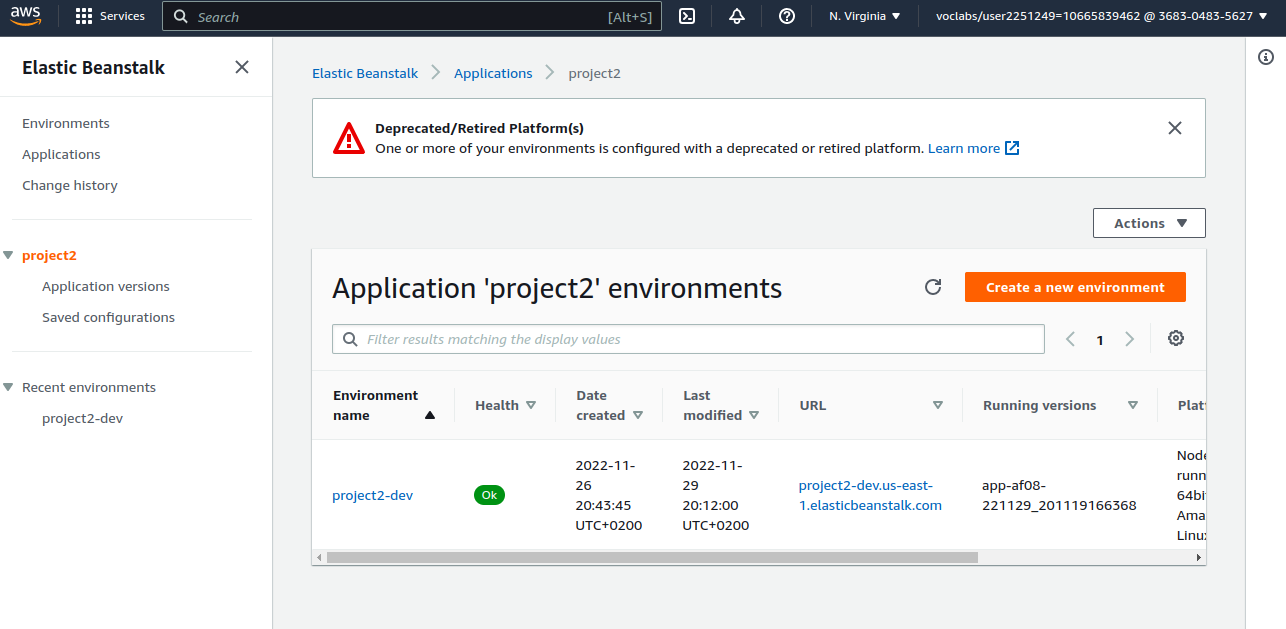 aws
Services
Search
[Alt+S]
N. Virginia
voclabs/user2251249=10665839462 @ 3683-0483-5627
Elastic Beanstalk
Environments
Applications
Change history
project2
Application versions
Saved configurations
Recent environments
project2-dev
Elastic Beanstalk
Applications
project2
Deprecated/Retired Platform(s)
One or more of your environments is configured with a deprecated or retired platform. Learn more
Actions
Application 'project2' environments
Create a new environment
Filter results matching the display values
1
Environment
name
Health
Date
created
Last
modified
URL
Running versions
Plat
project2-dev
Ok
2022-11-
26
20:43:45
UTC+0200
2022-11-
29
20:12:00
UTC+0200
project2-dev.us-east-
1.elasticbeanstalk.com
app-af08-
221129_201119166368
Node
runn
64bi
Ama
Linu